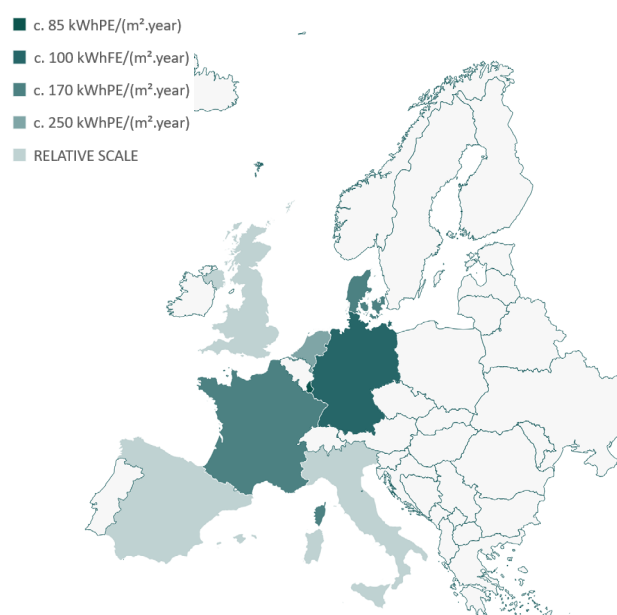 c. 85 kWhPE/(m².year)
c. 100 kWhFE/(m².year)
c. 170 kWhPE/(m².year)
c. 250 kWhPE/(m².year)
RELATIVE SCALE